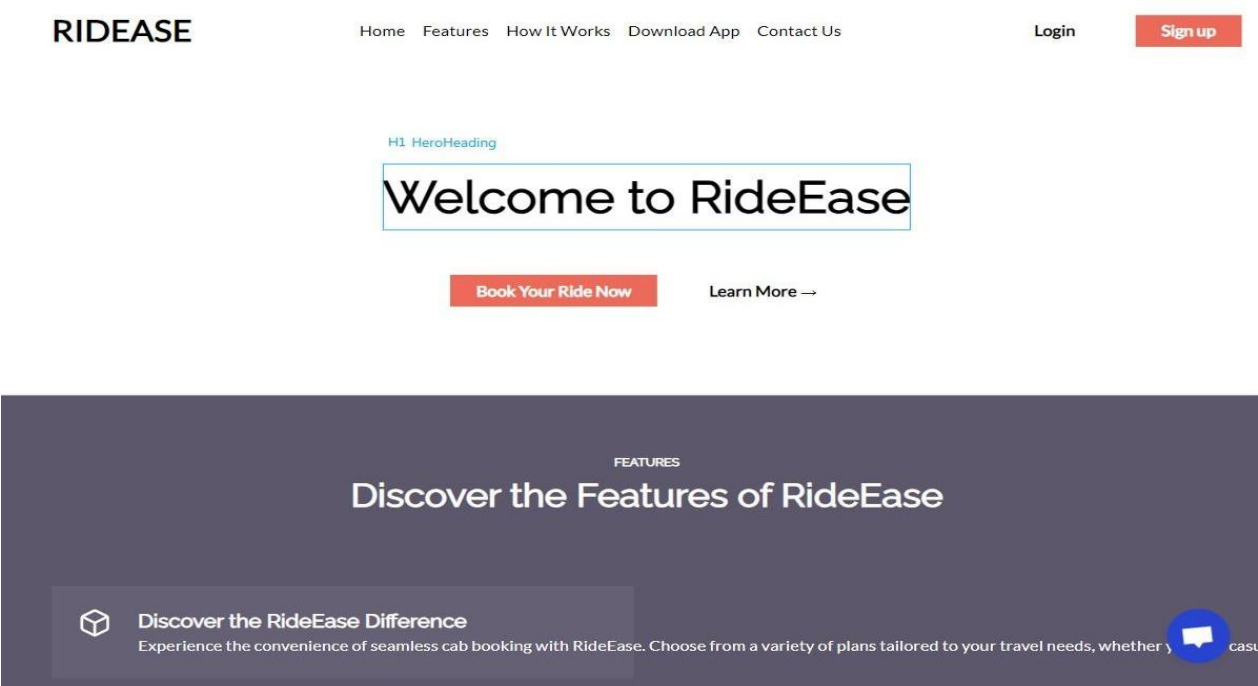 RIDEASE
Home Features How It Works Download App Contact Us
Login
Sign up
H1 HeroHeading
Welcome to RideEase
Book Your Ride Now
Learn More →
FEATURES
Discover the Features of RideEase
Discover the RideEase Difference
Experience the convenience of seamless cab booking with RideEase. Choose from a variety of plans tailored to your travel needs, whether